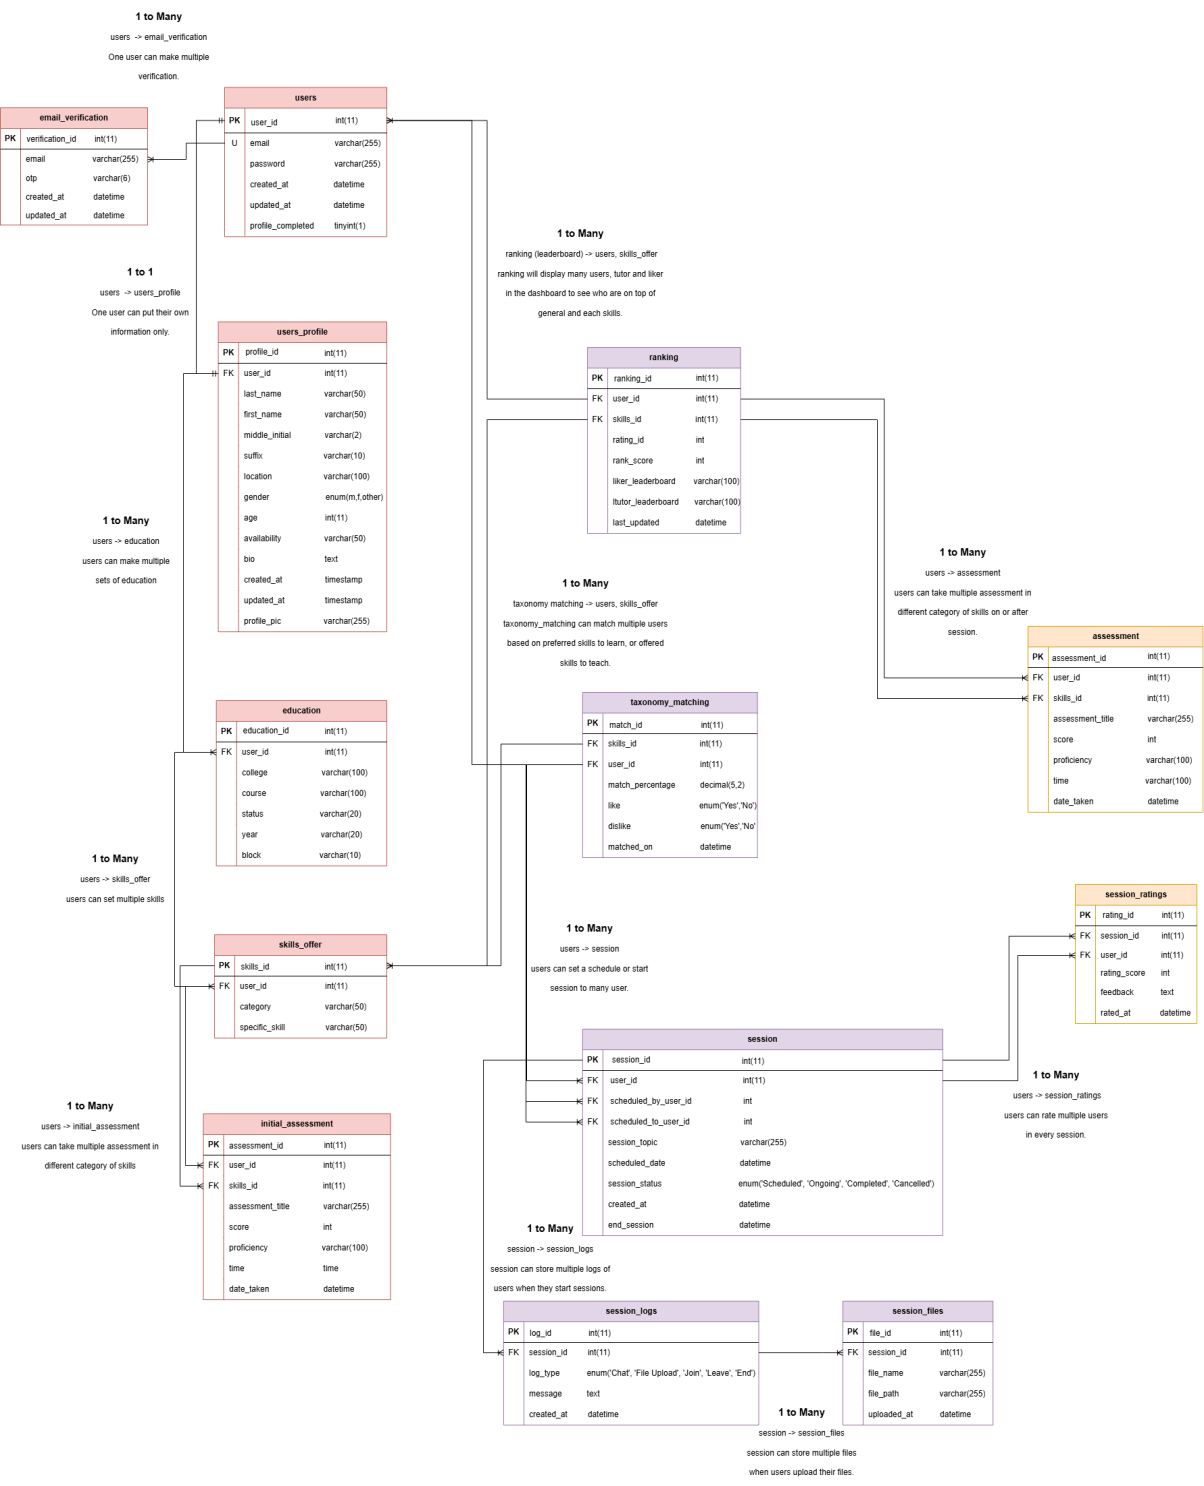 1 to Many
users -> email_verification
One user can make multiple
verification.
users
PK user_id int(11)
U email varchar(255)
password varchar(255)
created_at datetime
updated_at datetime
profile_completed tinyint(1)
email_verification
PK verification_id int(11)
email varchar(255)
otp varchar(6)
created_at datetime
updated_at datetime
1 to 1
users -> users_profile
One user can put their own
information only.
1 to Many
ranking (leaderboard) -> users, skills_offer
ranking will display many users, tutor and liker
in the dashboard to see who are on top of
general and each skills.
users_profile
PK profile_id int(11)
FK user_id int(11)
last_name varchar(50)
first_name varchar(50)
middle_initial varchar(2)
suffix varchar(10)
location varchar(100)
gender enum(m,f,other)
age int(11)
availability varchar(50)
bio text
created_at timestamp
updated_at timestamp
profile_pic varchar(255)
ranking
PK ranking_id int(11)
FK user_id int(11)
FK skills_id int(11)
rating_id int
rank_score int
liker_leaderboard varchar(100)
ltutor_leaderboard varchar(100)
last_updated datetime
1 to Many
users -> education
users can make multiple
sets of education
1 to Many
taxonomy matching -> users, skills_offer
taxonomy_matching can match multiple users
based on preferred skills to learn, or offered
skills to teach.
1 to Many
users -> assessment
users can take multiple assessment in
different category of skills on or after
session.
assessment
PK assessment_id int(11)
FK user_id int(11)
FK skills_id int(11)
assessment_title varchar(255)
score int
proficiency varchar(100)
time varchar(100)
date_taken datetime
education
PK education_id int(11)
FK user_id int(11)
college varchar(100)
course varchar(100)
status varchar(20)
year varchar(20)
block varchar(10)
taxonomy_matching
PK match_id int(11)
FK skills_id int(11)
FK user_id int(11)
match_percentage decimal(5,2)
like enum('Yes','No')
dislike enum('Yes','No'
matched_on datetime
1 to Many
users -> skills_offer
users can set multiple skills
session_ratings
PK rating_id int(11)
FK session_id int(11)
FK user_id int(11)
rating_score int
feedback text
rated_at datetime
skills_offer
PK skills_id int(11)
FK user_id int(11)
category varchar(50)
specific_skill varchar(50)
1 to Many
users -> session
users can set a schedule or start
session to many user.
session
PK session_id int(11)
FK user_id int(11)
FK scheduled_by_user_id int
FK scheduled_to_user_id int
session_topic varchar(255)
scheduled_date datetime
session_status enum('Scheduled', 'Ongoing', 'Completed', 'Cancelled')
created_at datetime
end_session datetime
1 to Many
users -> session_ratings
users can rate multiple users
in every session.
1 to Many
users -> initial_assessment
users can take multiple assessment in
different category of skills
initial_assessment
PK assessment_id int(11)
FK user_id int(11)
FK skills_id int(11)
assessment_title varchar(255)
score int
proficiency varchar(100)
time time
date_taken datetime
1 to Many
session -> session_logs
session can store multiple logs of
users when they start sessions.
session_logs
PK log_id int(11)
FK session_id int(11)
log_type enum('Chat', 'File Upload', 'Join', 'Leave', 'End')
message text
created_at datetime
session_files
PK file_id int(11)
FK session_id int(11)
file_name varchar(255)
file_path varchar(255)
uploaded_at datetime
1 to Many
session -> session_files
session can store multiple files
when users upload their files.